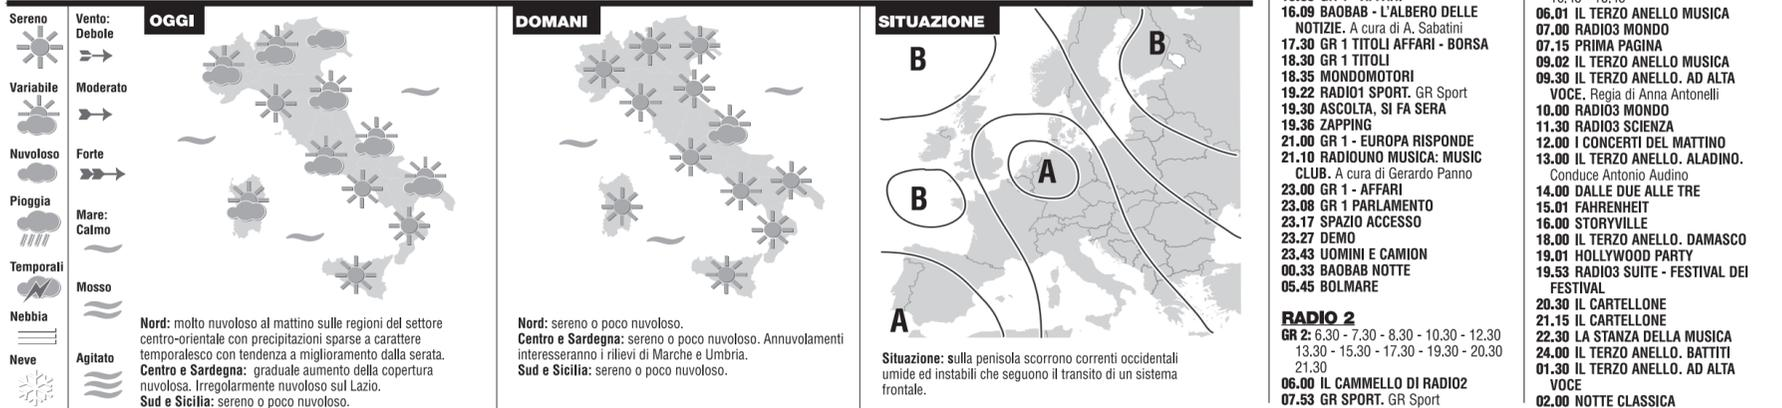 Sereno
Variabile
Nuvoloso
Pioggia
Temporali
Nebbia
Neve
Vento:
Debole
Moderato
Forte
Mare:
Calmo
Mosso
Agitato
OGGI
Nord: molto nuvoloso al mattino sulle regioni del settore
centro-orientale con precipitazioni sparse a carattere
temporalesco con tendenza a miglioramento dalla serata.
Centro e Sardegna: graduale aumento della copertura
nuvolosa. Irregolarmente nuvoloso sul Lazio.
Sud e Sicilia: sereno o poco nuvoloso.
DOMANI
Nord: sereno o poco nuvoloso.
Centro e Sardegna: sereno o poco nuvoloso. Annuvolamenti
interesseranno i rilievi di Marche e Umbria.
Sud e Sicilia: sereno o poco nuvoloso.
SITUAZIONE
B
B
A
B
A
Situazione: sulla penisola scorrono correnti occidentali
umide ed instabili che seguono il transito di un sistema
frontale.
16.09 BAOBAB - L'ALBERO DELLE
NOTIZIE. A cura di A. Sabatini
17.30 GR 1 TITOLI AFFARI - BORSA
18.30 GR 1 TITOLI
18.35 MONDOMOTORI
19.22 RADIO1 SPORT. GR Sport
19.30 ASCOLTA, SI FA SERA
19.36 ZAPPING
21.00 GR 1 - EUROPA RISPONDE
21.10 RADIOUNO MUSICA: MUSIC
CLUB. A cura di Gerardo Panno
23.00 GR 1 - AFFARI
23.08 GR 1 PARLAMENTO
23.17 SPAZIO ACCESSO
23.27 DEMO
23.43 UOMINI E CAMION
00.33 BAOBAB NOTTE
05.45 BOLMARE
RADIO 2
GR 2: 6.30 - 7.30 - 8.30 - 10.30 - 12.30
13.30 - 15.30 - 17.30 - 19.30 - 20.30
21.30
06.00 IL CAMMELLO DI RADIO2
07.53 GR SPORT. GR Sport
06.01 IL TERZO ANELLO MUSICA
07.00 RADIO3 MONDO
07.15 PRIMA PAGINA
09.02 IL TERZO ANELLO MUSICA
09.30 IL TERZO ANELLO. AD ALTA
VOCE. Regia di Anna Antonelli
10.00 RADIO3 MONDO
11.30 RADIO3 SCIENZA
12.00 I CONCERTI DEL MATTINO
13.00 IL TERZO ANELLO. ALADINO.
Conduce Antonio Audino
14.00 DALLE DUE ALLE TRE
15.01 FAHRENHEIT
16.00 STORYVILLE
18.00 IL TERZO ANELLO. DAMASCO
19.01 HOLLYWOOD PARTY
19.53 RADIO3 SUITE - FESTIVAL DEI
FESTIVAL
20.30 IL CARTELLONE
21.15 IL CARTELLONE
22.30 LA STANZA DELLA MUSICA
24.00 IL TERZO ANELLO. BATTITI
01.30 IL TERZO ANELLO. AD ALTA
VOCE
02.00 NOTTE CLASSICA